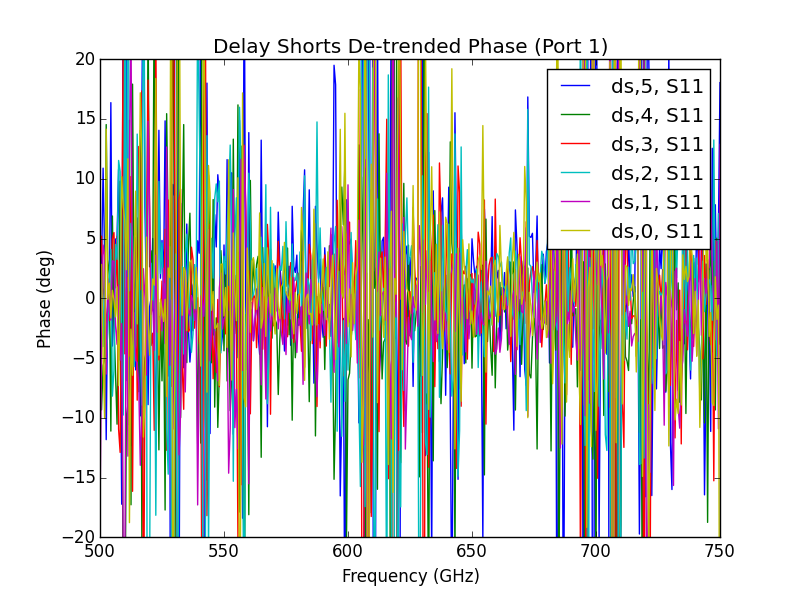 Delay Shorts De-trended Phase (Port 1)
20
15
10
5
0
−5
−10
−15
−20
Phase (deg)
ds,5, S11
ds,4, S11
ds,3, S11
ds,2, S11
ds,1, S11
ds,0, S11
500
550
600
650
700
750
Frequency (GHz)